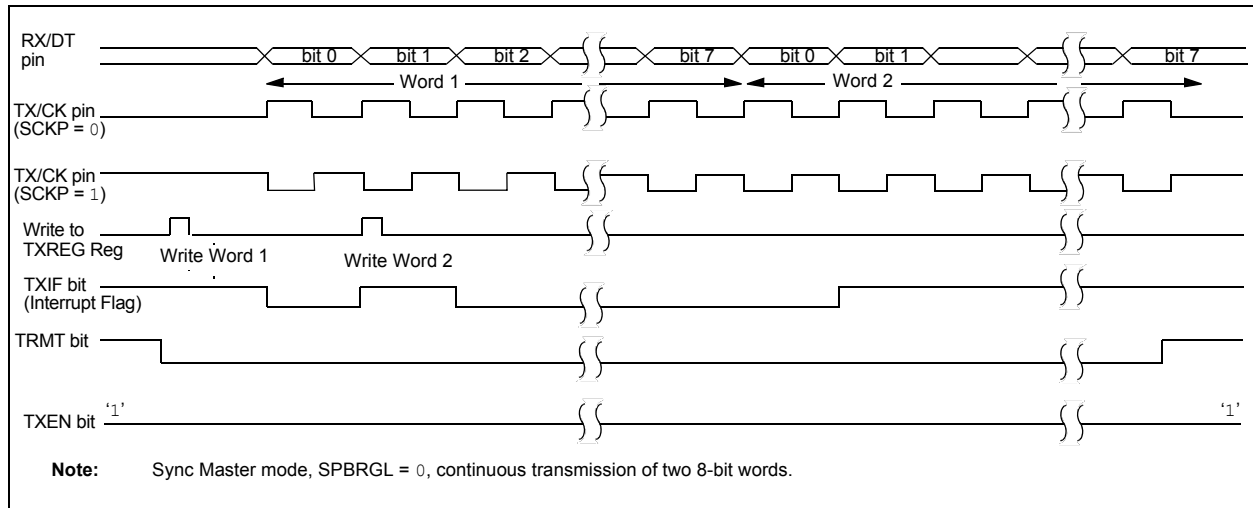 RX/DT
pin
bit 0 bit 1 bit 2 bit 7 bit 0 bit 1 bit 7
Word 1 Word 2
TX/CK pin
(SCKP = 0)
TX/CK pin
(SCKP = 1)
Write to
TXREG Reg
Write Word 1 Write Word 2
TXIF bit
(Interrupt Flag)
TRMT bit
TXEN bit ‘1’ ‘1’
Note: Sync Master mode, SPBRGL = 0, continuous transmission of two 8-bit words.